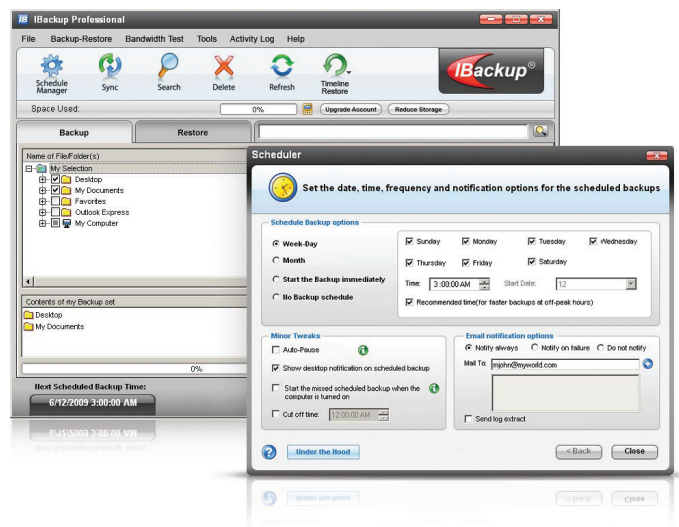 IB IBackup Professional
File Backup-Restore Bandwidth Test Tools Activity Log Help
Schedule Manager Sync Search Delete Refresh Timeline Restore
IBackup®
Space Used: 0% Upgrade Account Reduce Storage
Backup Restore
Name of File/Folder(s)
My Selection
Desktop
My Documents
Favorites
Outlook Express
My Computer
Contents of my Backup set
Desktop
My Documents
0%
Next Scheduled Backup Time:
6/12/2009 3:00:00 AM
Scheduler
Set the date, time, frequency and notification options for the scheduled backups
Schedule Backup options
Week-Day
Month
Start the Backup immediately
No Backup schedule
Sunday Monday Tuesday Wednesday
Thursday Friday Saturday
Time: 3:00:00 AM Start Date: 12
Recommended time(for faster backups at off-peak hours)
Minor Tweaks
Auto-Pause
Show desktop notification on scheduled backup
Start the missed scheduled backup when the
computer is turned on
Cut off time: 12:00:00 AM
Email notification options
Notify always Notify on failure Do not notify
Mail To: mjohn@myworld.com
Send log extract
? Under the Hood < Back Close